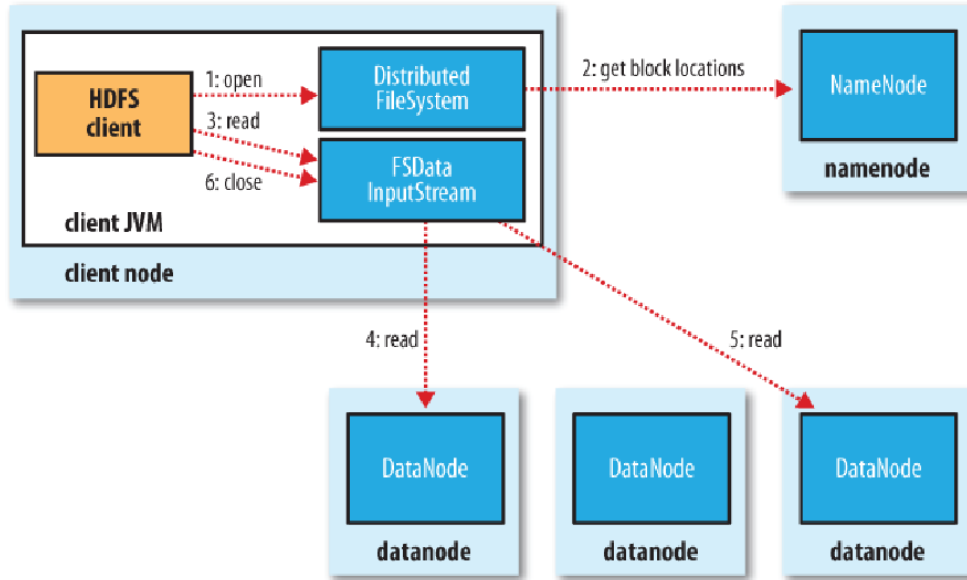 HDFS
client
1: open
3: read
6: close
Distributed
FileSystem
FSData
InputStream
client JVM
client node
2: get block locations
NameNode
namenode
4: read
5: read
DataNode
datanode
DataNode
datanode
DataNode
datanode